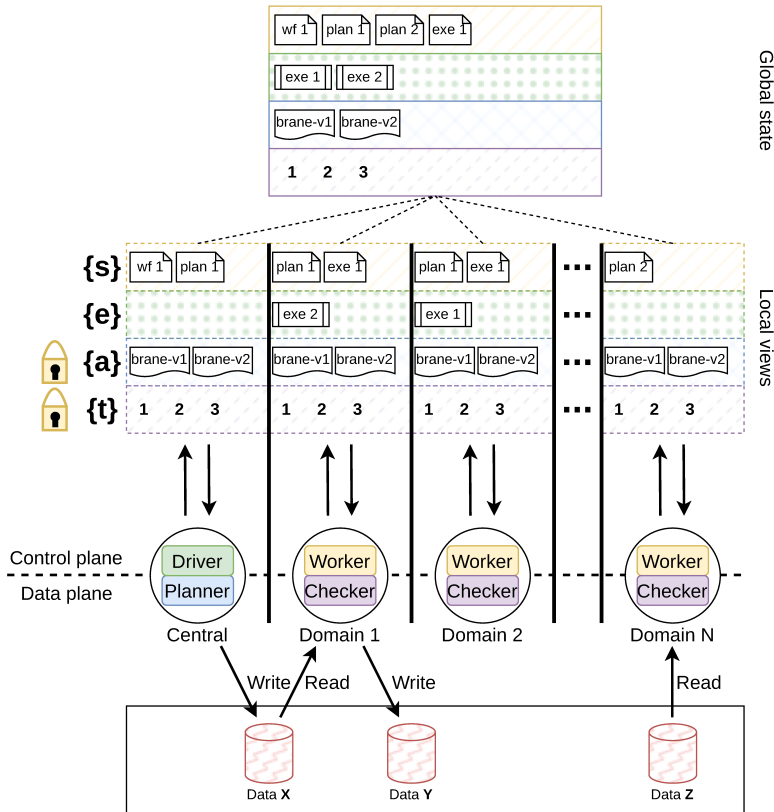 wf 1 plan 1 plan 2 exe 1
exe 1 exe 2
brane-v1 brane-v2
1 2 3
Global state
{s} wf 1 plan 1 plan 1 exe 1 plan 1 exe 1 ... plan 2
{e} exe 2 exe 1 ...
{a} brane-v1 brane-v2 brane-v1 brane-v2 brane-v1 brane-v2 ... brane-v1 brane-v2
{t} 1 2 3 1 2 3 1 2 3 ... 1 2 3
Local views
Control plane
Data plane
Driver Worker Worker Worker
Planner Checker Checker Checker
Central Domain 1 Domain 2 Domain N
Write Read Write Read
Data X Data Y Data Z